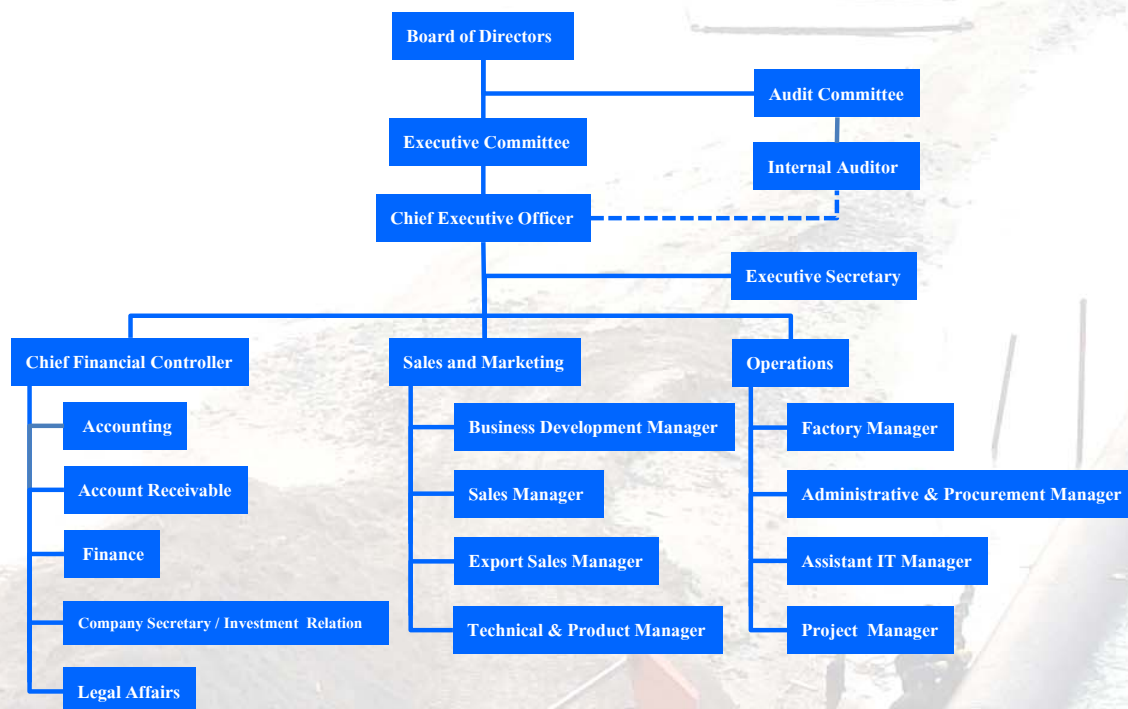 Board of Directors
Audit Committee
Executive Committee
Internal Auditor
Chief Executive Officer
Executive Secretary
Chief Financial Controller
Sales and Marketing
Operations
Accounting
Business Development Manager
Factory Manager
Account Receivable
Sales Manager
Administrative & Procurement Manager
Finance
Export Sales Manager
Assistant IT Manager
Company Secretary / Investment Relation
Technical & Product Manager
Project Manager
Legal Affairs